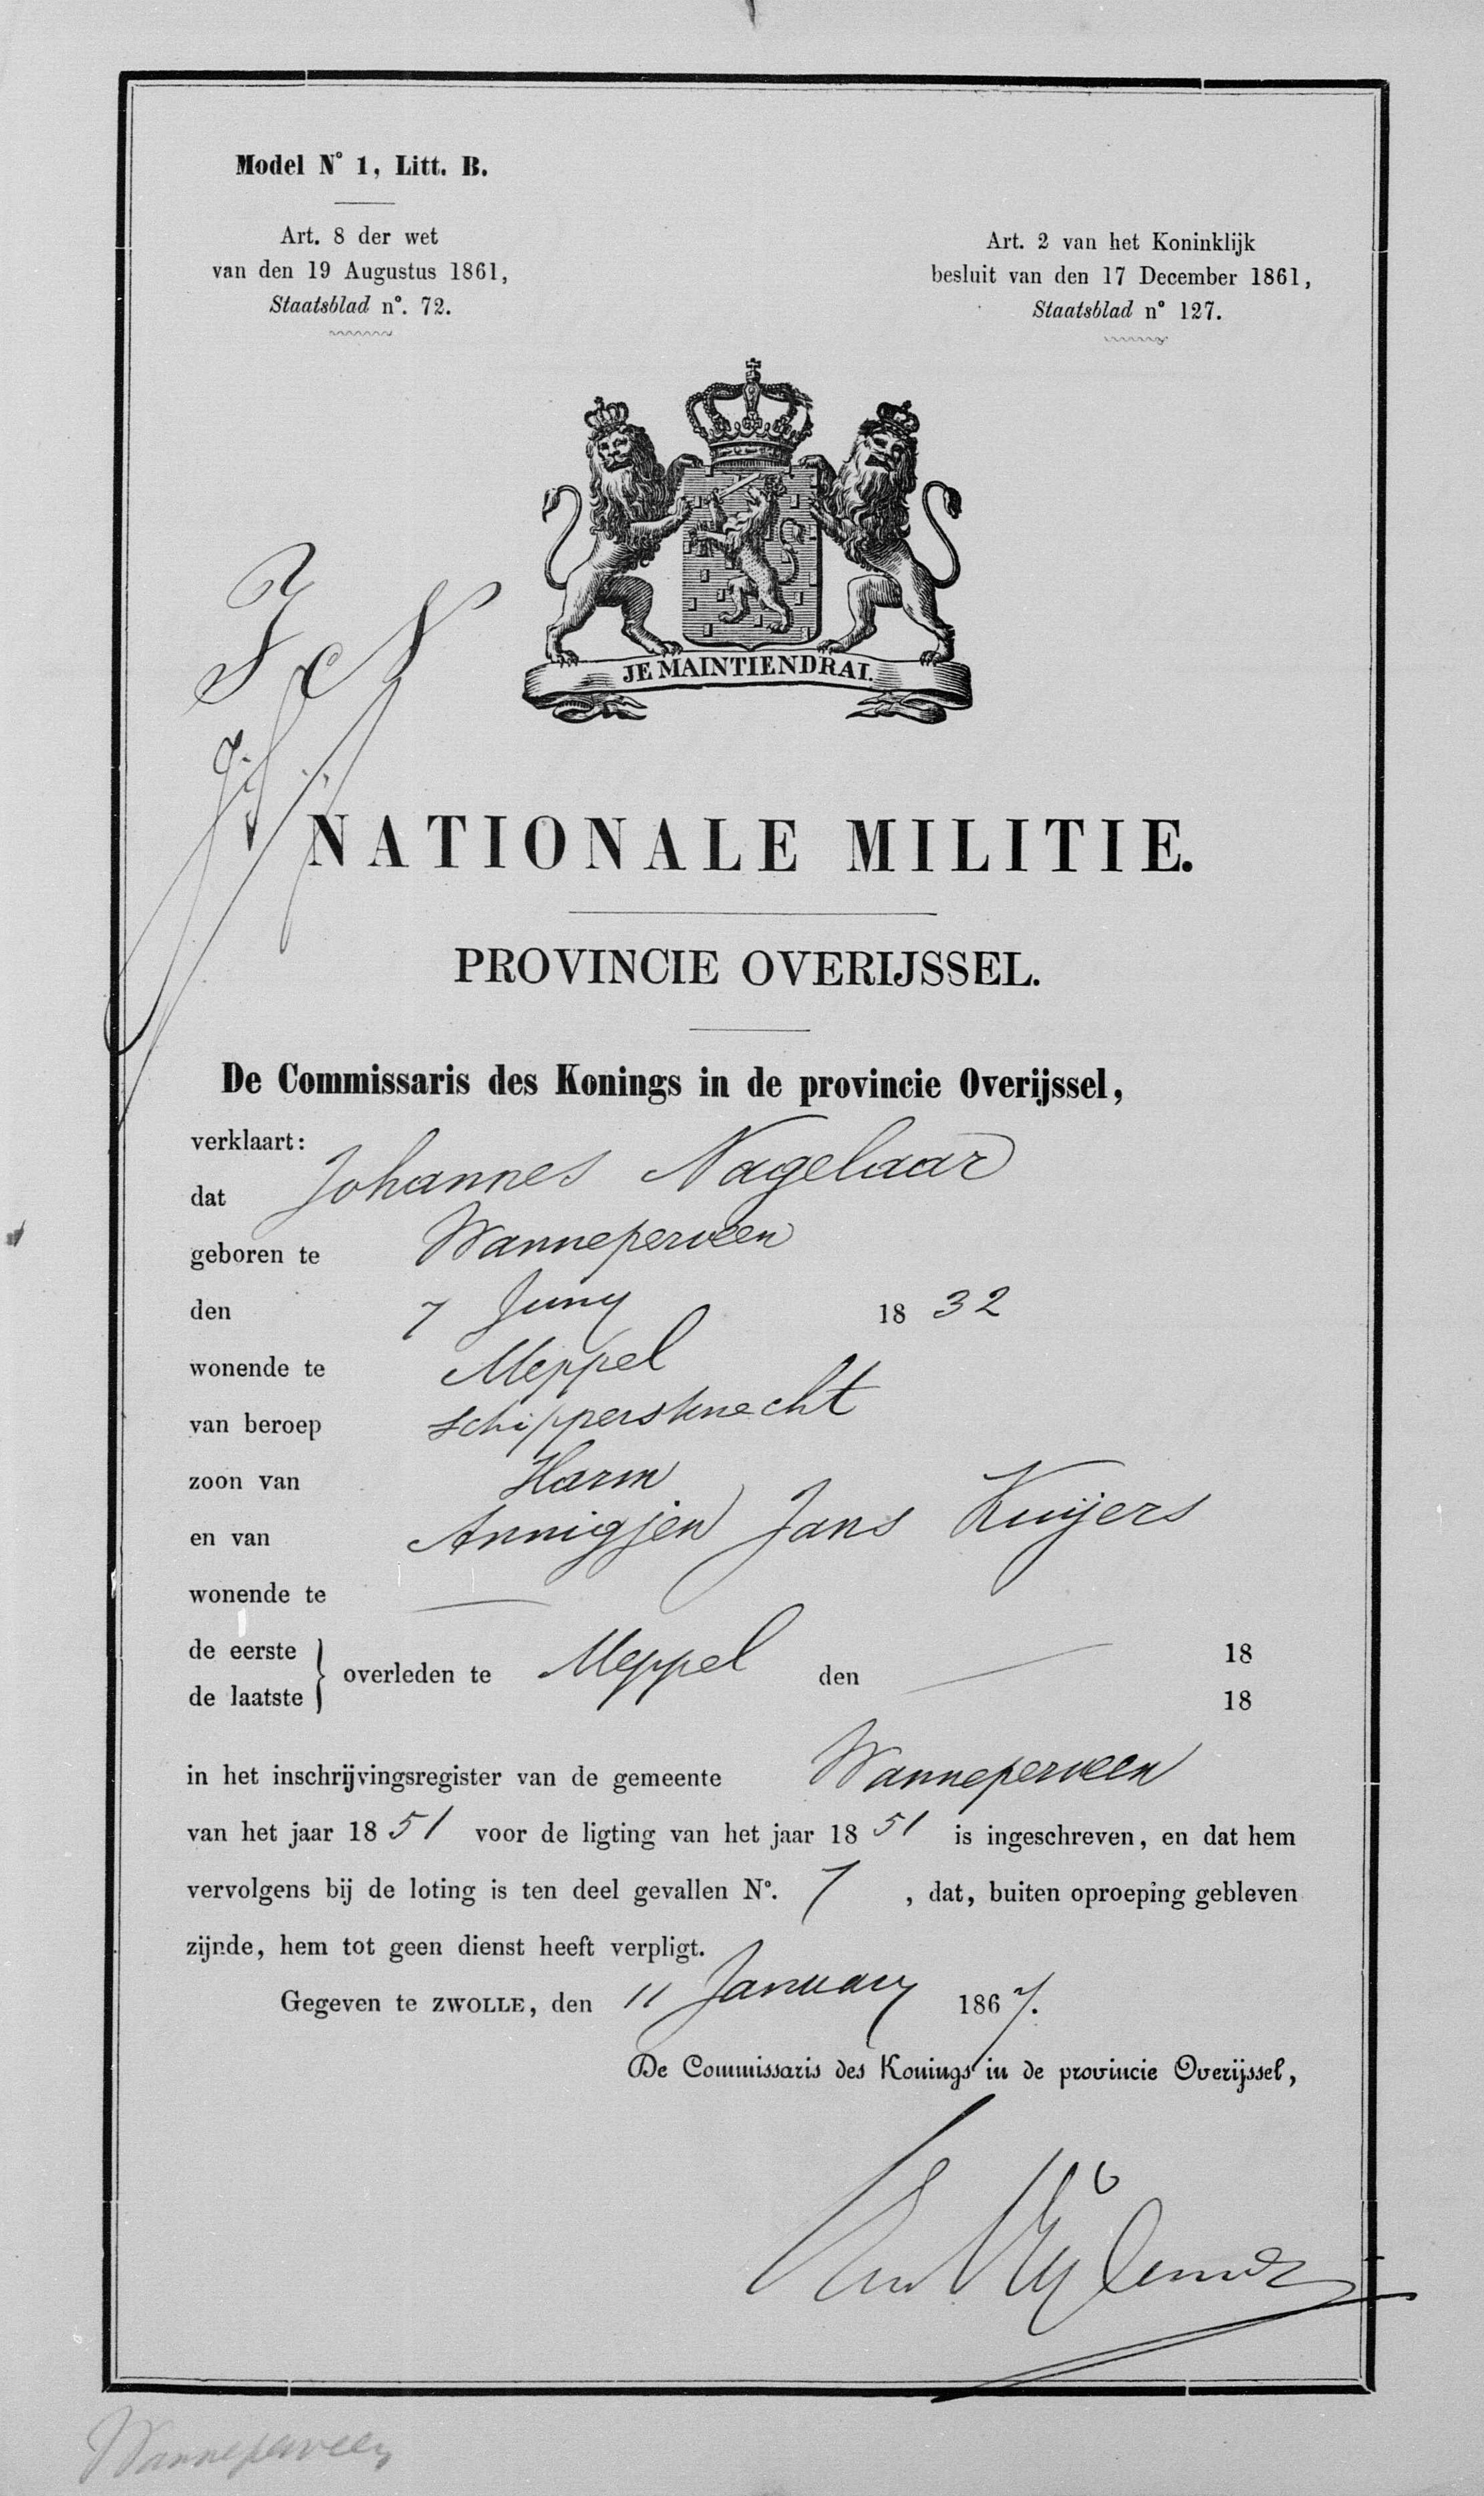 Model N° 1, Litt. B.
Art. 8 der wet
van den 19 Augustus 1861,
Staatsblad n°. 72.
Art. 2 van het Koninklijk
besluit van den 17 December 1861,
Staatsblad n° 127.
JE MAINTIENDRAI.
NATIONALE MILITIE.
PROVINCIE OVERIJSSEL.
De Commissaris des Konings in de provincie Overijssel,
verklaart:
dat Johannes Nagelaar
geboren te Wanneperveen
den 7 Juny 1832
wonende te Meppel
van beroep schippersknecht
zoon van Harm
en van Annigjen Jans Kuijers
wonende te —
de eerste
de laatste } overleden te Meppel den — 18
18
in het inschrijvingsregister van de gemeente Wanneperveen
van het jaar 1851 voor de ligting van het jaar 1851 is ingeschreven, en dat hem
vervolgens bij de loting is ten deel gevallen N°. 7, dat, buiten oproeping gebleven
zijnde, hem tot geen dienst heeft verpligt.
Gegeven te ZWOLLE, den 11 January 1867.
De Commissaris des Konings in de provincie Overijssel,
Wanneperveen